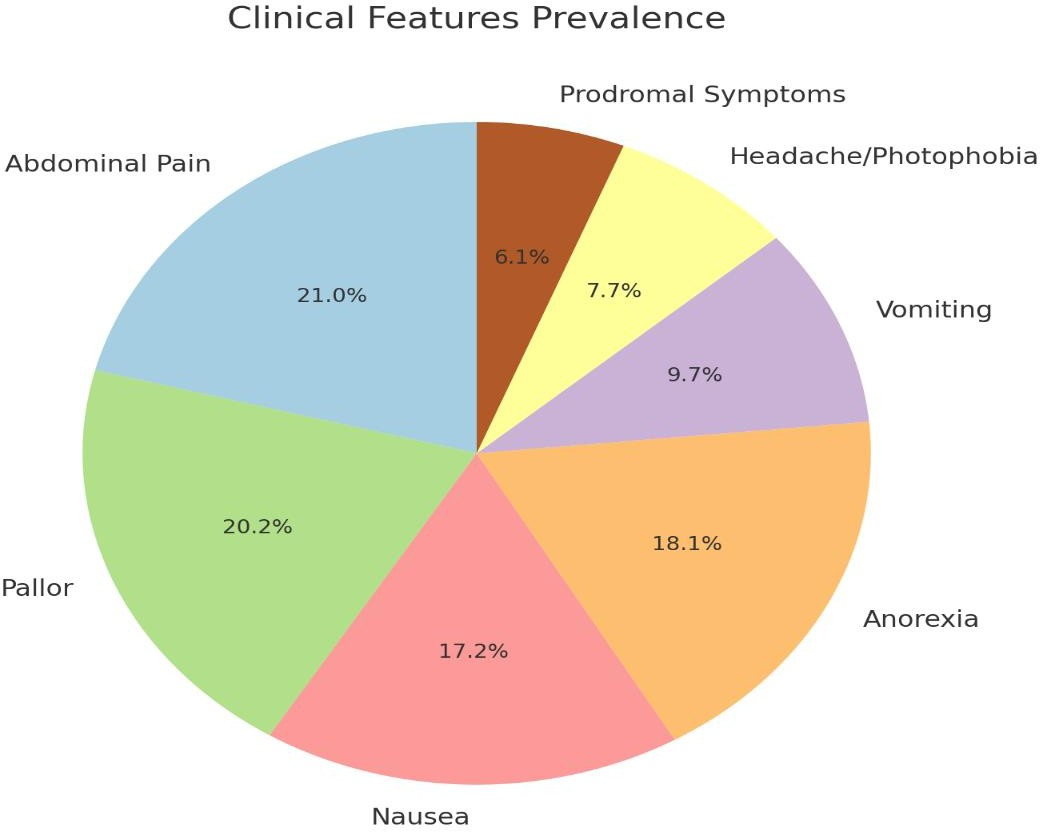 Clinical Features Prevalence
Prodromal Symptoms
Headache/Photophobia
Abdominal Pain
6.1%
7.7%
21.0%
Vomiting
9.7%
20.2%
18.1%
Pallor
Anorexia
17.2%
Nausea